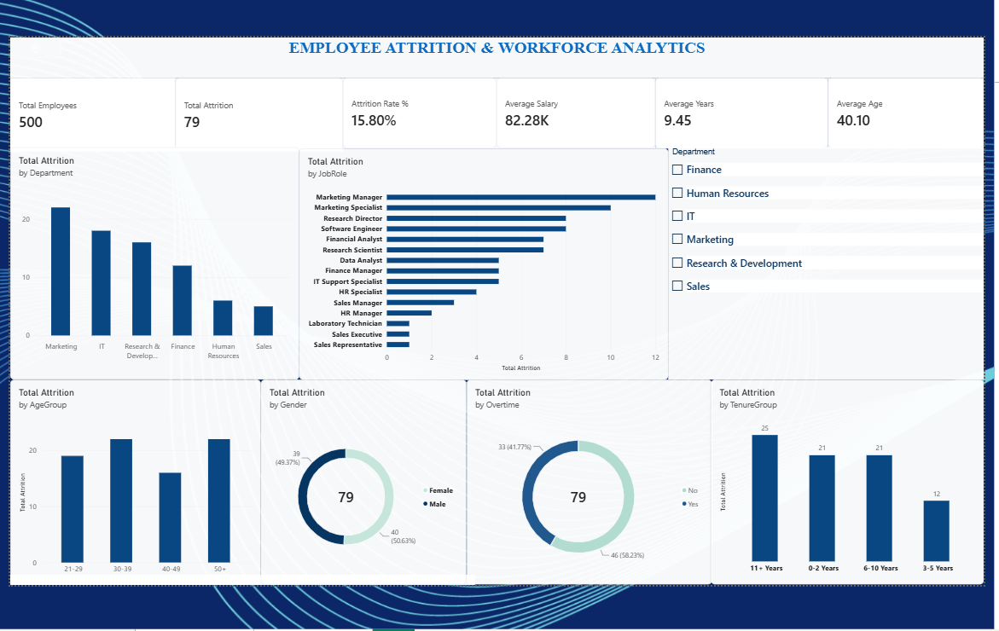 EMPLOYEE ATTRITION & WORKFORCE ANALYTICS
Total Employees
500
Total Attrition
79
Attrition Rate %
15.80%
Average Salary
82.28K
Average Years
9.45
Average Age
40.10
Total Attrition
by Department
20
10
0
Marketing
IT
Research &
Develop...
Finance
Human
Resources
Sales
Total Attrition
by JobRole
Marketing Manager
Marketing Specialist
Research Director
Software Engineer
Financial Analyst
Research Scientist
Data Analyst
Finance Manager
IT Support Specialist
HR Specialist
Sales Manager
HR Manager
Laboratory Technician
Sales Executive
Sales Representative
0 2 4 6 8 10 12
Total Attrition
Department
Finance
Human Resources
IT
Marketing
Research & Development
Sales
Total Attrition
by AgeGroup
Total Attrition
20
10
0
21-29 30-39 40-49 50+
Total Attrition
by Gender
39
(49.37%)
79
40
(50.63%)
Female
Male
Total Attrition
by Overtime
33 (41.77%)
79
46 (58.23%)
No
Yes
Total Attrition
by TenureGroup
Total Attrition
25
21
21
12
11+ Years 0-2 Years 6-10 Years 3-5 Years